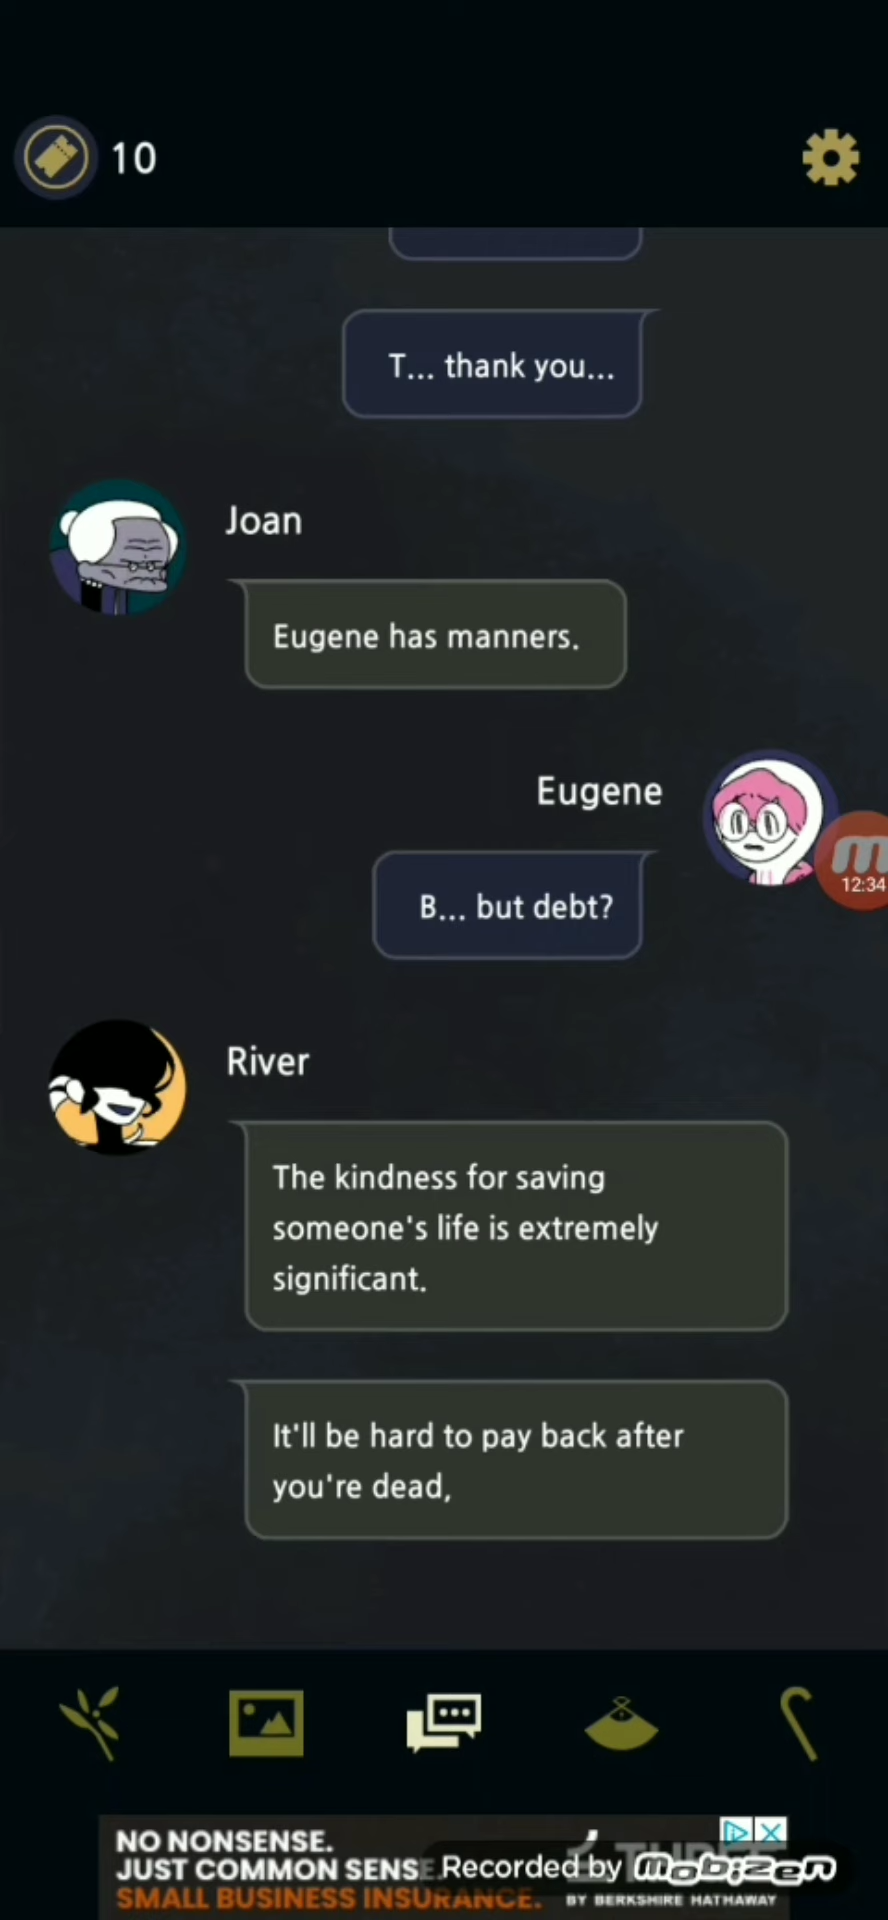 10
T... thank you...
Joan
Eugene has manners.
Eugene
B... but debt?
12:34
River
The kindness for saving
someone's life is extremely
significant.
It'll be hard to pay back after
you're dead,
NO NONSENSE.
JUST COMMON SENSE.
SMALL BUSINESS INSURANCE.
THREE
BY BERKSHIRE HATHAWAY
Recorded by mobizen